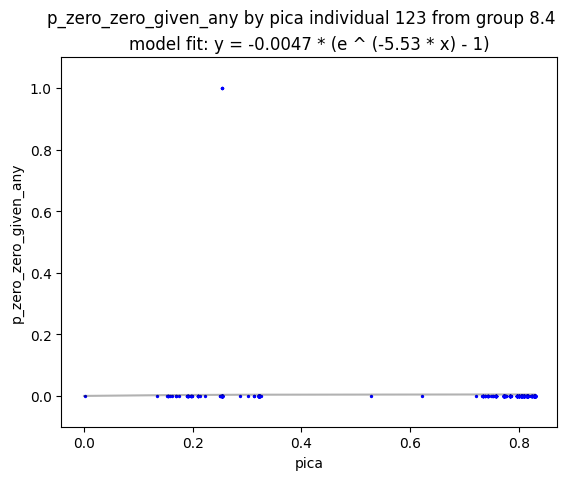 p_zero_zero_given_any by pica individual 123 from group 8.4
model fit: y = -0.0047 * (e ^ (-5.53 * x) - 1)
1.0
0.8
0.6
0.4
0.2
0.0
p_zero_zero_given_any
0.0 0.2 0.4 0.6 0.8
pica